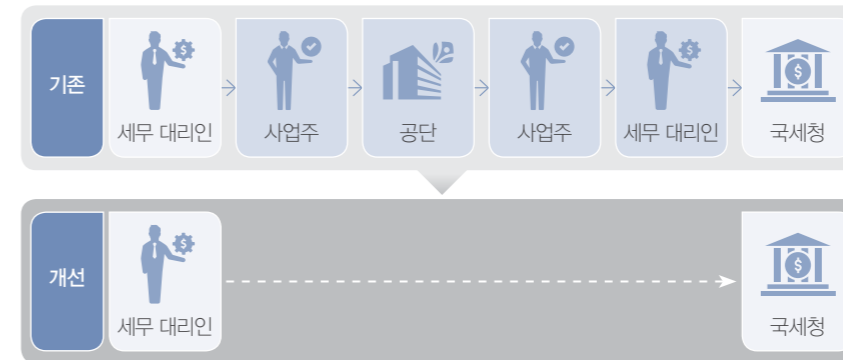 기존
세무 대리인
사업주
공단
사업주
세무 대리인
국세청
개선
세무 대리인
국세청